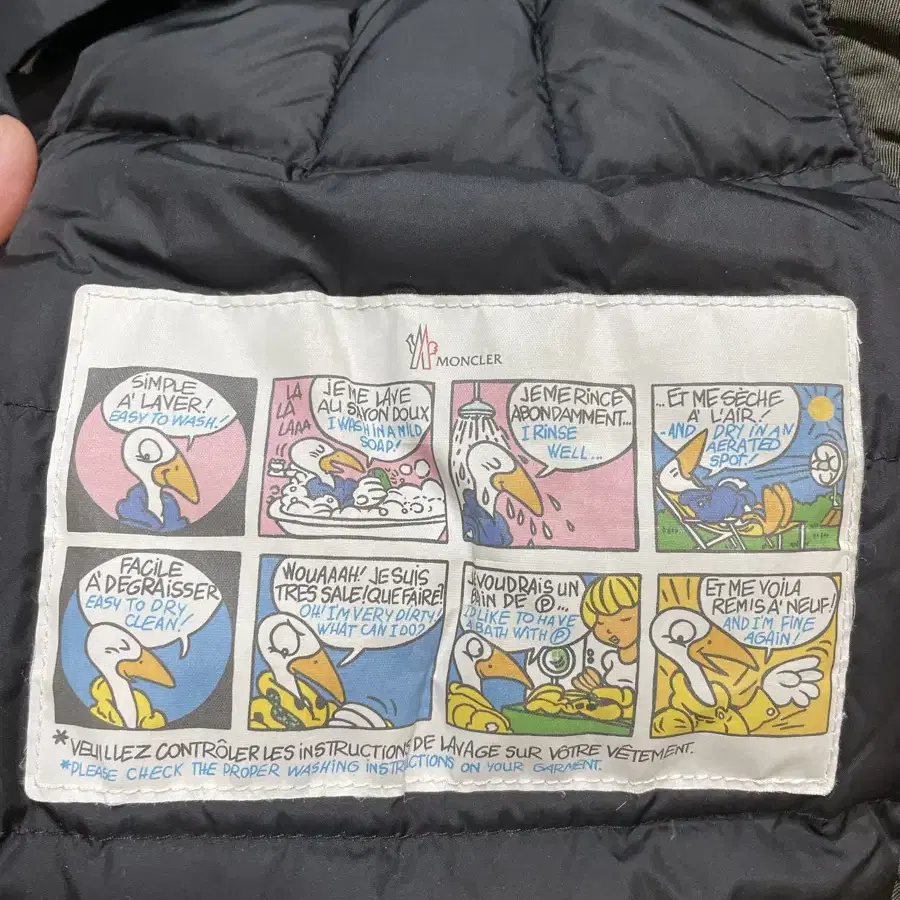 MONCLER
SIMPLE
A' LAVER!
EASY TO WASH!
LA
LA
LAAA
JE ME LAVE
AU SAVON DOUX
I WASH IN A MILD
SOAP!
JE ME RINCE
ABONDAMMENT...
I RINSE
WELL...
...ET ME SÈCHE
A' L'AIR!
-AND DRY IN AN
AERATED
SPOT!
FACILE
A' DEGRAISSER
EASY TO DRY
CLEAN!
WOUAAAH! JE SUIS
TRES SALE! QUE FAIRE?
OH! I'M VERY DIRTY!
WHAT CAN I DO?
JE VOUDRAIS UN
BAIN DE Ⓟ...
I'D LIKE TO HAVE
A BATH WITH Ⓟ
ET ME VOILA
REMIS A' NEUF!
AND I'M FINE
AGAIN!
*VEUILLEZ CONTRÔLER LES INSTRUCTIONS DE LAVAGE SUR VOTRE VÉTEMENT.
*PLEASE CHECK THE PROPER WASHING INSTRUCTIONS ON YOUR GARMENT.